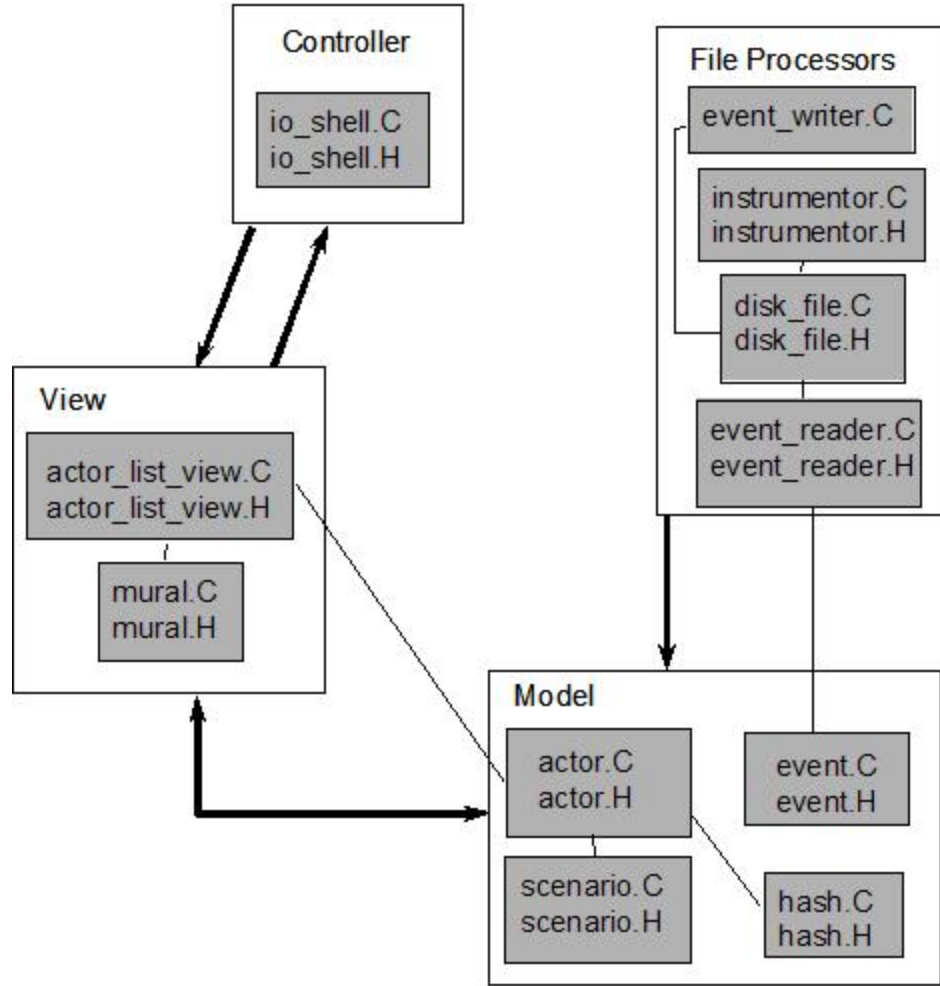 Controller
io_shell.C
io_shell.H
File Processors
event_writer.C
instrumentor.C
instrumentor.H
disk_file.C
disk_file.H
event_reader.C
event_reader.H
View
actor_list_view.C
actor_list_view.H
mural.C
mural.H
Model
actor.C
actor.H
event.C
event.H
scenario.C
scenario.H
hash.C
hash.H